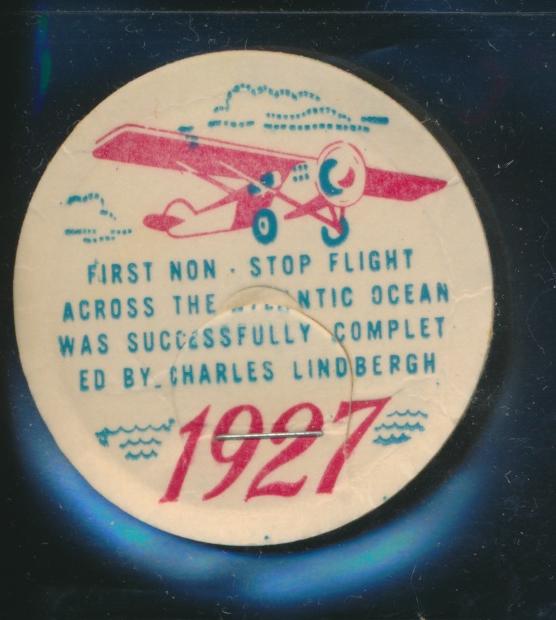 FIRST NON - STOP FLIGHT
ACROSS THE ATLANTIC OCEAN
WAS SUCCESSFULLY COMPLET
ED BY CHARLES LINDBERGH
1927